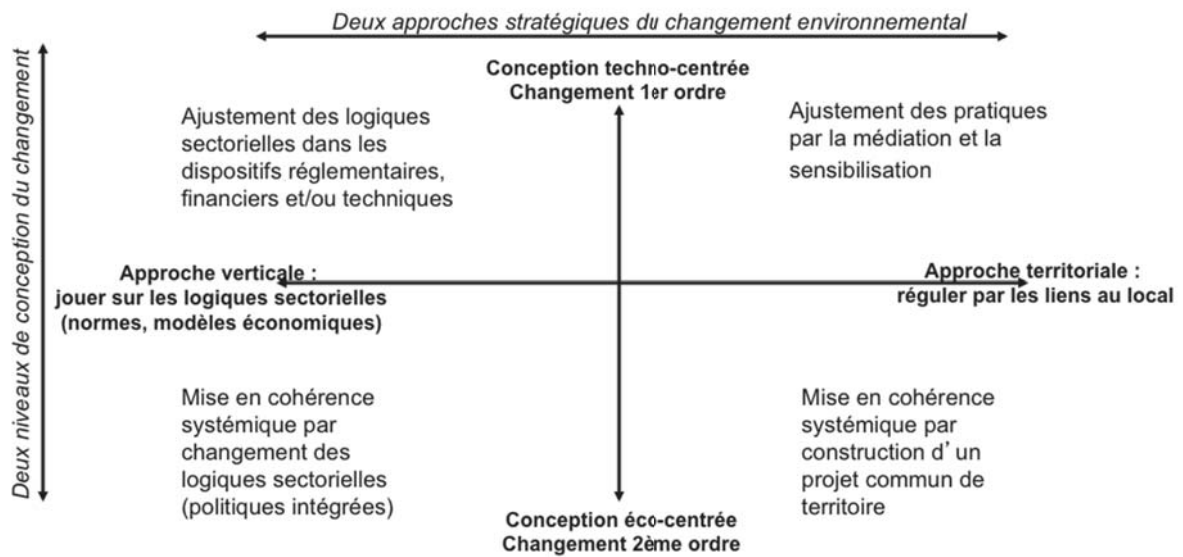 Deux approches stratégiques du changement environnemental
Deux niveaux de conception du changement
Conception techno-centrée
Changement 1er ordre
Ajustement des logiques
sectorielles dans les
dispositifs réglementaires,
financiers et/ou techniques
Ajustement des pratiques
par la médiation et la
sensibilisation
Approche verticale :
jouer sur les logiques sectorielles
(normes, modèles économiques)
Approche territoriale :
réguler par les liens au local
Mise en cohérence
systémique par
changement des
logiques sectorielles
(politiques intégrées)
Mise en cohérence
systémique par
construction d’un
projet commun de
territoire
Conception éco-centrée
Changement 2ème ordre